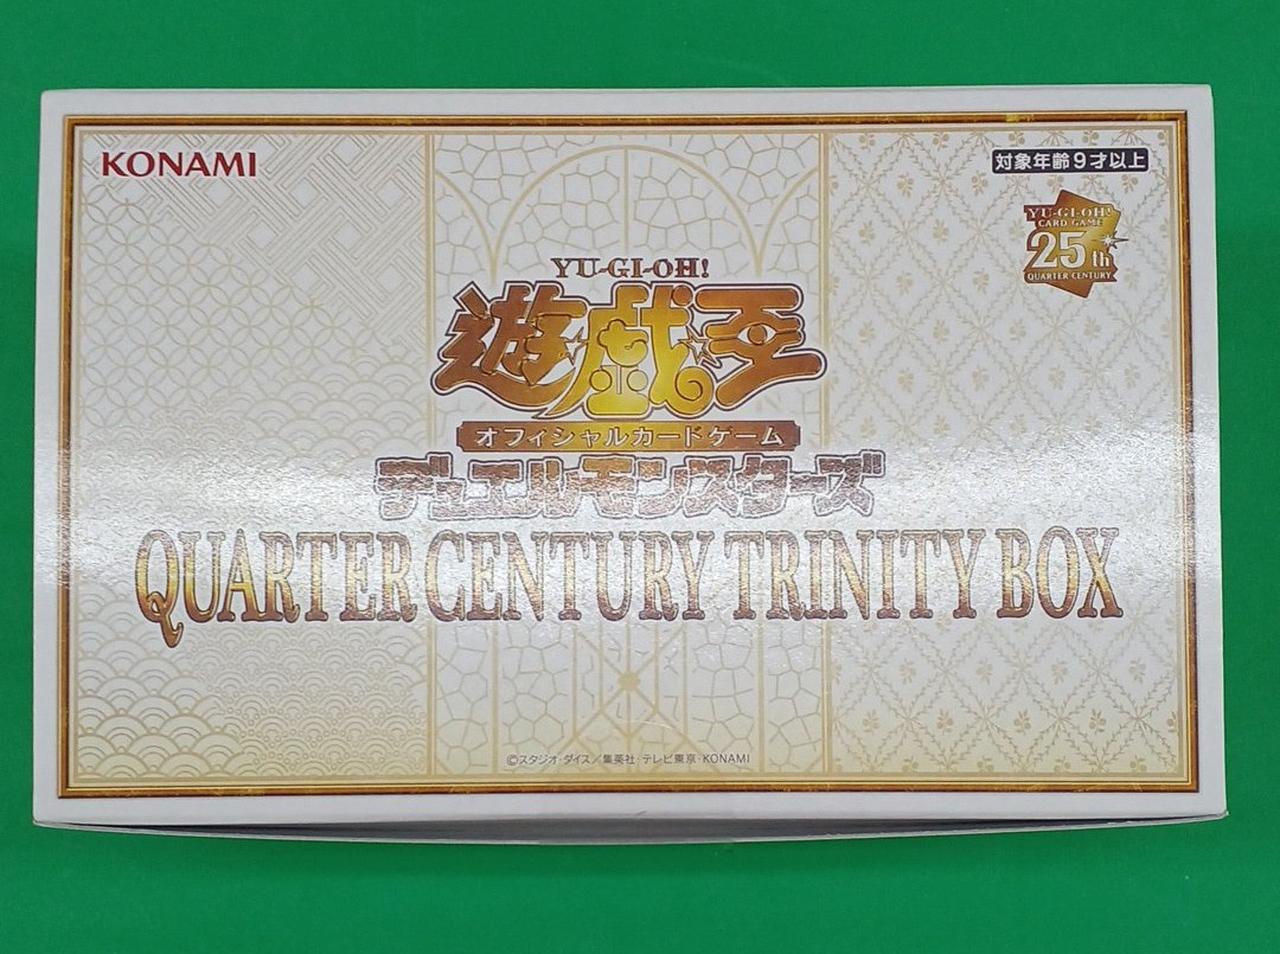 KONAMI
対象年齢9才以上
YU-GI-OH!
CARD GAME
25th
QUARTER CENTURY
YU-GI-OH!
遊戯王
オフィシャルカードゲーム
デュエルモンスターズ
QUARTER CENTURY TRINITY BOX
©スタジオ・ダイス／集英社・テレビ東京・KONAMI